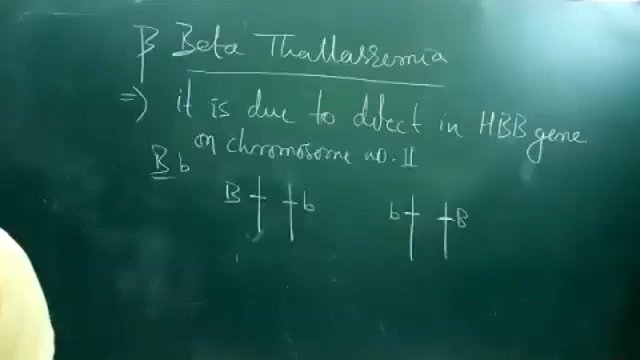 β Beta Thallassemia
⇒ it is due to defect in HBB gene
on chromosome no. 11
B b
B b b B